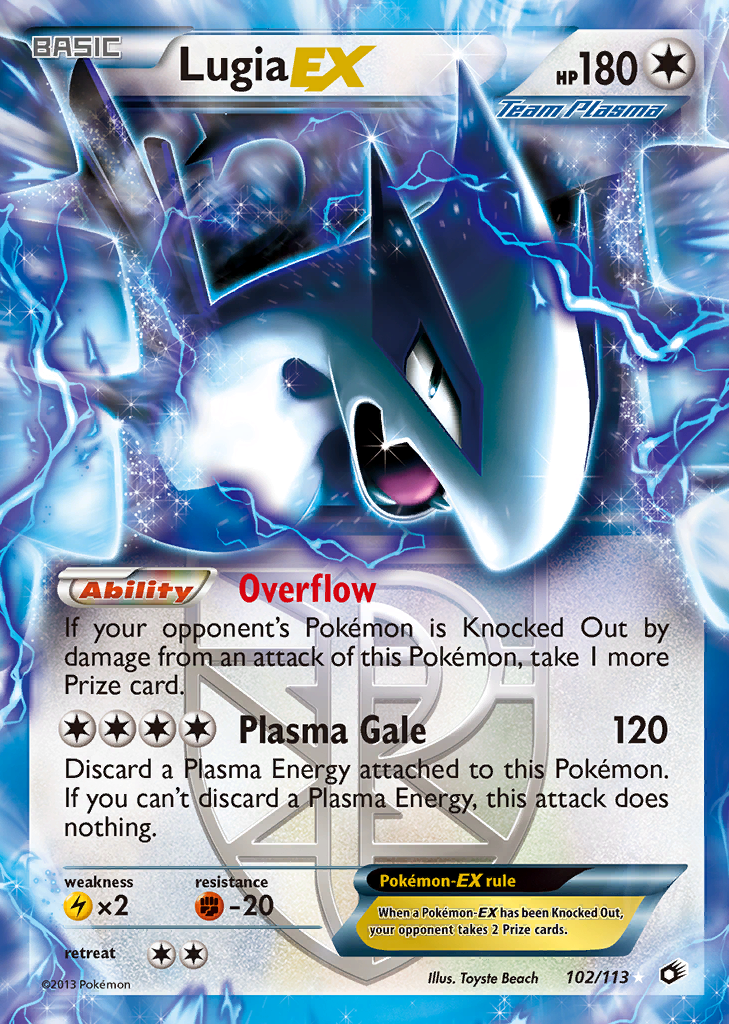 BASIC
LugiaEX
HP180
Team Plasma
Ability Overflow
If your opponent's Pokémon is Knocked Out by
damage from an attack of this Pokémon, take 1 more
Prize card.
Plasma Gale 120
Discard a Plasma Energy attached to this Pokémon.
If you can't discard a Plasma Energy, this attack does
nothing.
weakness
×2
resistance
-20
retreat
Pokémon-EX rule
When a Pokémon-EX has been Knocked Out,
your opponent takes 2 Prize cards.
©2013 Pokémon
Illus. Toyste Beach
102/113